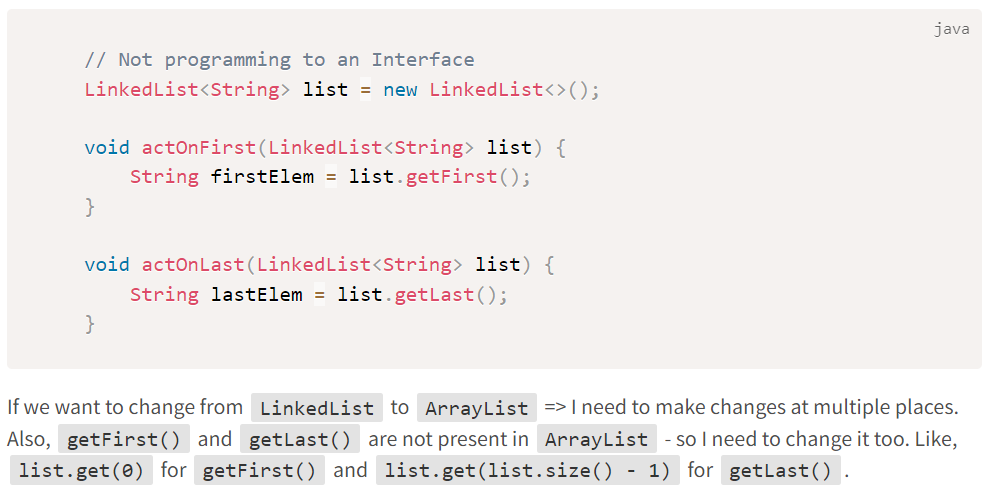 java
// Not programming to an Interface
LinkedList<String> list = new LinkedList<>();
void actOnFirst(LinkedList<String> list) {
String firstElem = list.getFirst();
}
void actOnLast(LinkedList<String> list) {
String lastElem = list.getLast();
}
If we want to change from LinkedList to ArrayList => I need to make changes at multiple places.
Also, getFirst() and getLast() are not present in ArrayList - so I need to change it too. Like,
list.get(0) for getFirst() and list.get(list.size() - 1) for getLast() .